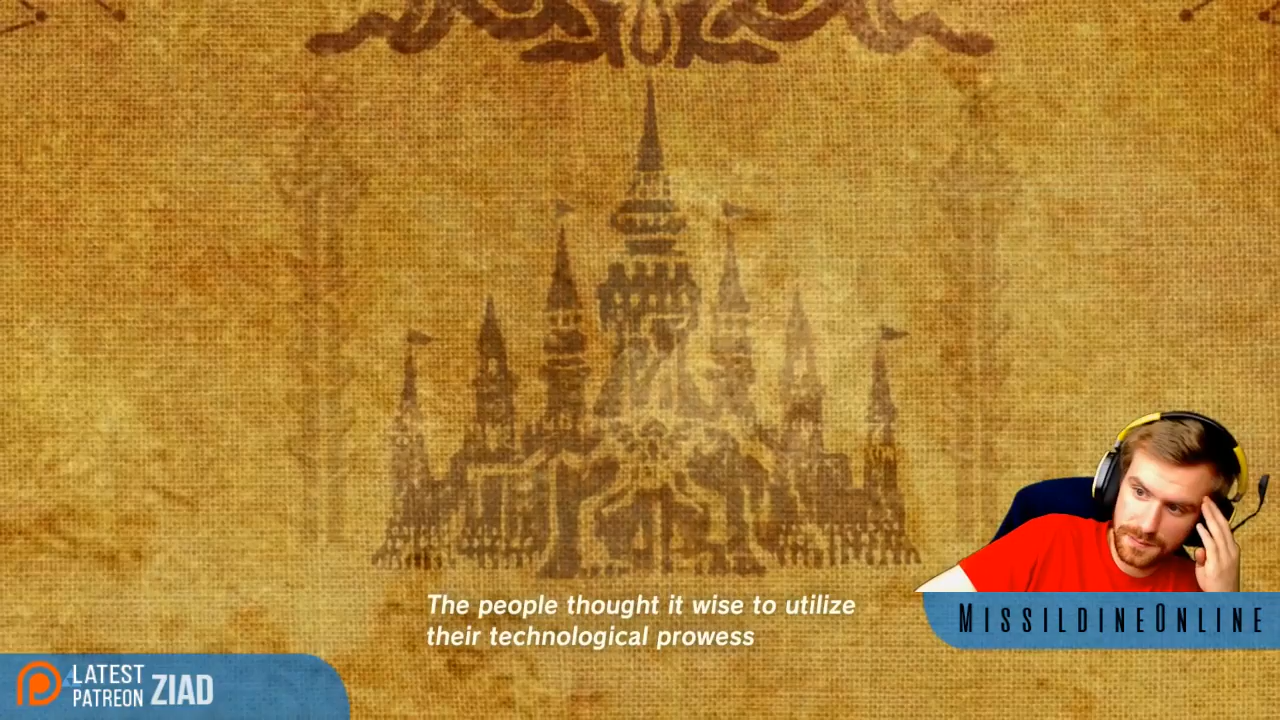 The people thought it wise to utilize
their technological prowess
MISSILDINEONLINE
LATEST
PATREON ZIAD